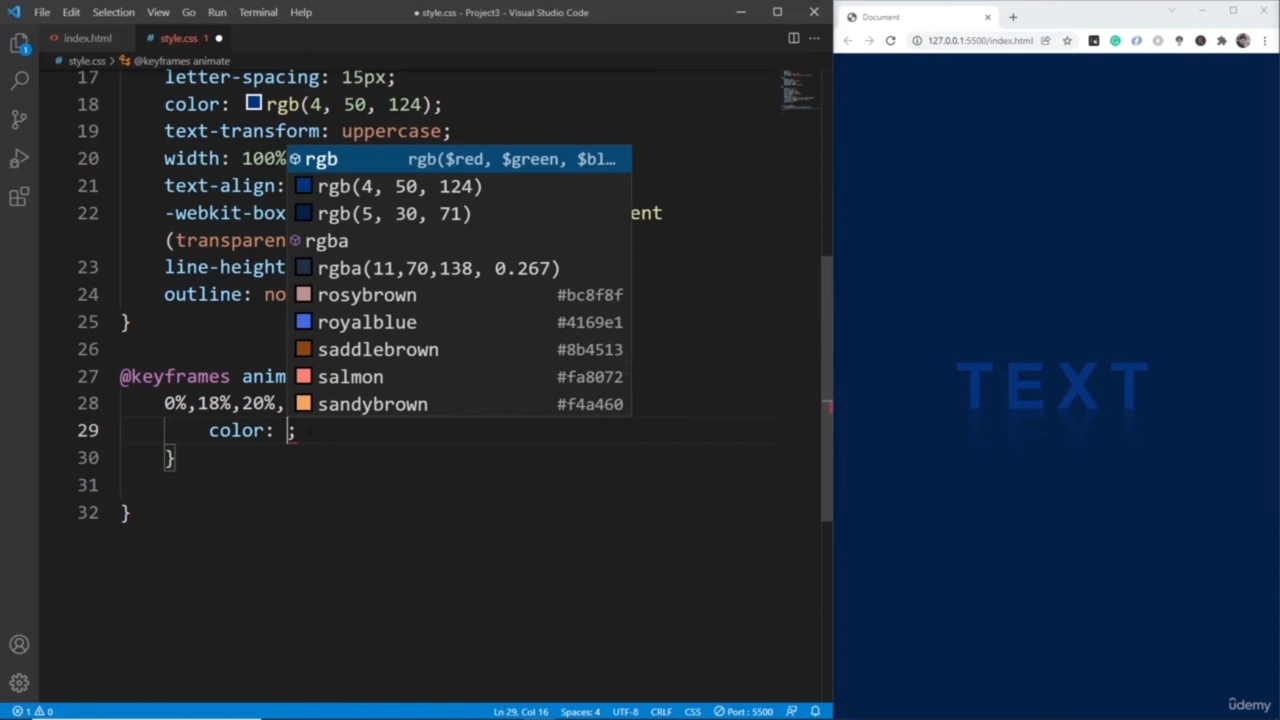 File Edit Selection View Go Run Terminal Help
● style.css - Project3 - Visual Studio Code
index.html
style.css 1 ●
style.css > @keyframes animate
17 letter-spacing: 15px;
18 color: rgb(4, 50, 124);
19 text-transform: uppercase;
20 width: 100%
21 text-align:
22 -webkit-box ent
(transparen
23 line-height
24 outline: no
25 }
26
27 @keyframes anim
28 0%,18%,20%,
29 color: ;
30 }
31
32 }
rgb rgb($red, $green, $bl…
rgb(4, 50, 124)
rgb(5, 30, 71)
rgba
rgba(11,70,138, 0.267)
rosybrown #bc8f8f
royalblue #4169e1
saddlebrown #8b4513
salmon #fa8072
sandybrown #f4a460
1 0
Ln 29, Col 16 Spaces: 4 UTF-8 CRLF CSS Port : 5500
1
Document
127.0.0.1:5500/index.html
TEXT
ûdemy